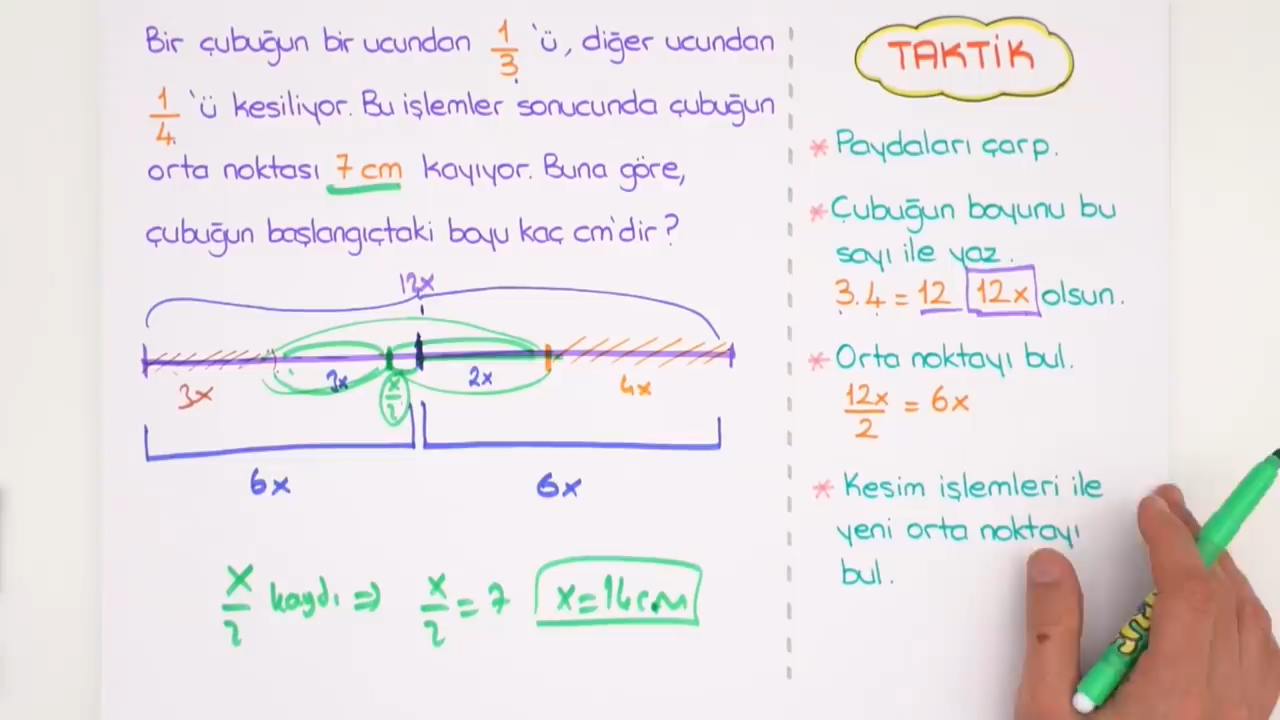 Bir çubuğun bir ucundan 1/3 'ü, diğer ucundan
1/4 'ü kesiliyor. Bu işlemler sonucunda çubuğun
orta noktası 7 cm kayıyor. Buna göre,
çubuğun başlangıçtaki boyu kaç cm'dir?
12x
3x 3x x/2 2x 4x
6x 6x
x/2 kaydı ⇒ x/2 = 7 x=14cm
TAKTİK
* Paydaları çarp.
* Çubuğun boyunu bu
sayı ile yaz.
3.4 = 12 12x olsun.
* Orta noktayı bul.
12x/2 = 6x
* Kesim işlemleri ile
yeni orta noktayı
bul.